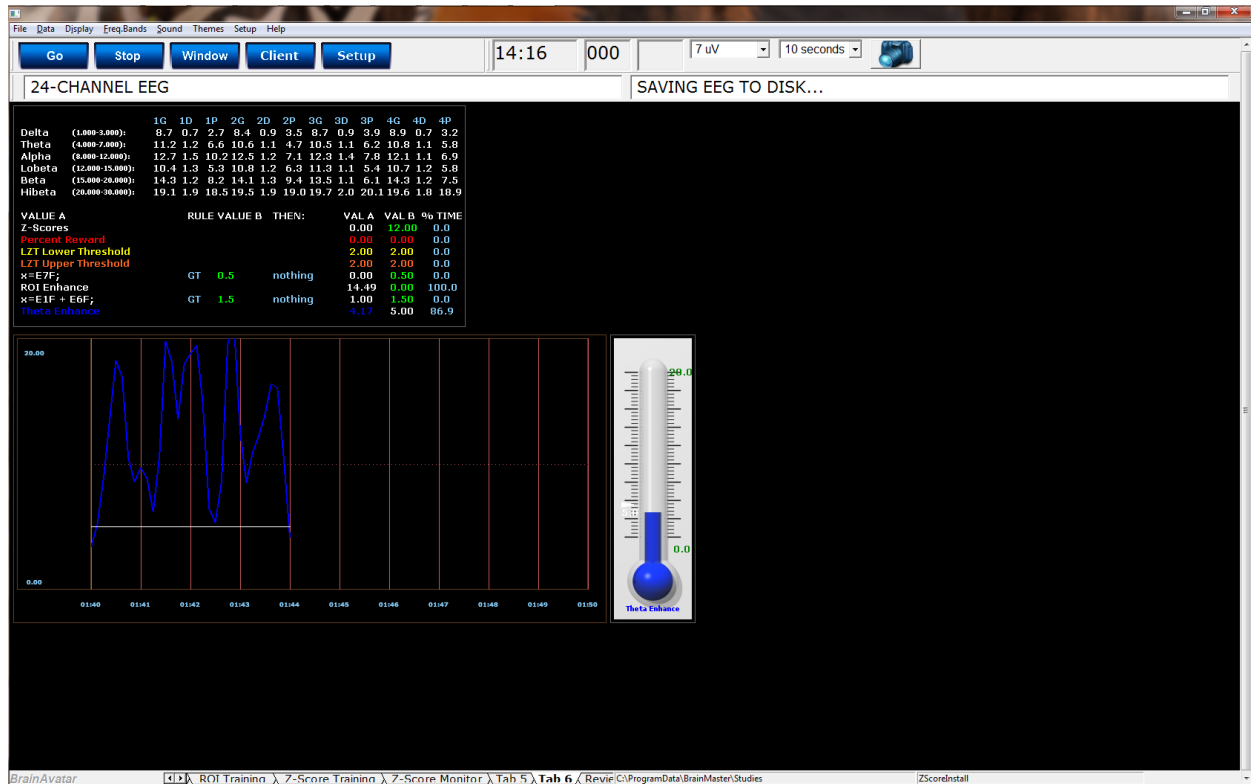 File Data Display Freq.Bands Sound Themes Setup Help
Go Stop Window Client Setup 14:16 000 7 uV 10 seconds
24-CHANNEL EEG SAVING EEG TO DISK...
1G 1D 1P 2G 2D 2P 3G 3D 3P 4G 4D 4P
Delta (1.000-3.000): 8.7 0.7 2.7 8.4 0.9 3.5 8.7 0.9 3.9 8.9 0.7 3.2
Theta (4.000-7.000): 11.2 1.2 6.6 10.6 1.1 4.7 10.5 1.1 6.2 10.8 1.1 5.8
Alpha (8.000-12.000): 12.7 1.5 10.2 12.5 1.2 7.1 12.3 1.4 7.8 12.1 1.1 6.9
Lobeta (12.000-15.000): 10.4 1.3 5.3 10.8 1.2 6.3 11.3 1.1 5.4 10.7 1.2 5.8
Beta (15.000-20.000): 14.3 1.2 8.2 14.1 1.3 9.4 13.5 1.1 6.1 14.3 1.2 7.5
Hibeta (20.000-30.000): 19.1 1.9 18.5 19.5 1.9 19.0 19.7 2.0 20.1 19.6 1.8 18.9
VALUE A RULE VALUE B THEN: VAL A VAL B % TIME
Z-Scores 0.00 12.00 0.0
Percent Reward 0.00 0.00 0.0
LZT Lower Threshold 2.00 2.00 0.0
LZT Upper Threshold 2.00 2.00 0.0
x=E7F; GT 0.5 nothing 0.00 0.50 0.0
ROI Enhance 14.49 0.00 100.0
x=E1F + E6F; GT 1.5 nothing 1.00 1.50 0.0
Theta Enhance 4.17 5.00 86.9
20.00
0.00
01:40 01:41 01:42 01:43 01:44 01:45 01:46 01:47 01:48 01:49 01:50
20.0
0.0
Theta Enhance
BrainAvatar ROI Training Z-Score Training Z-Score Monitor Tab 5 Tab 6 Revie C:\ProgramData\BrainMaster\Studies ZScoreInstall